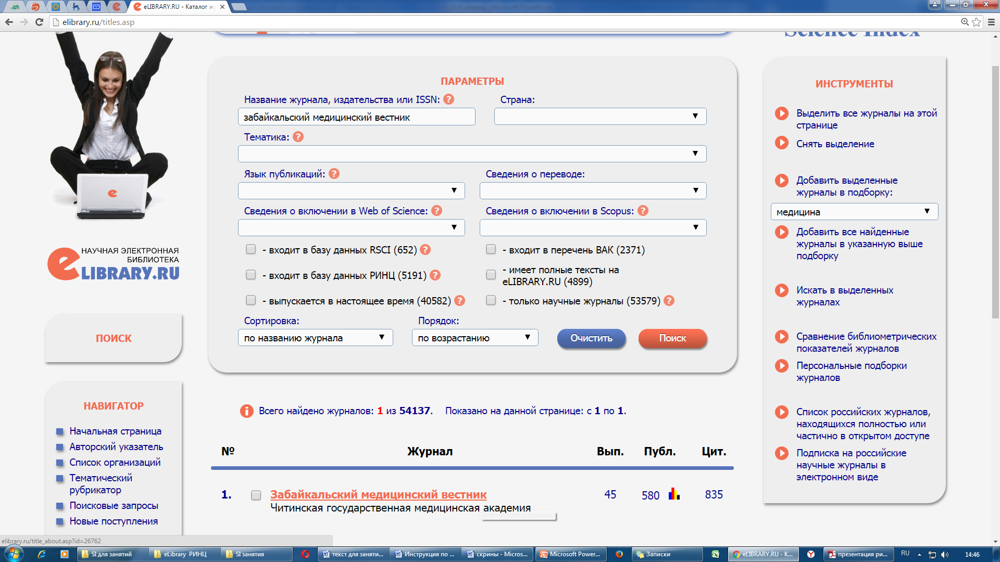 eLIBRARY.RU - Каталог ж
elibrary.ru/titles.asp
Science Index
НАУЧНАЯ ЭЛЕКТРОННАЯ
БИБЛИОТЕКА
eLIBRARY.RU
ПОИСК
НАВИГАТОР
Начальная страница
Авторский указатель
Список организаций
Тематический
рубрикатор
Поисковые запросы
Новые поступления
ПАРАМЕТРЫ
Название журнала, издательства или ISSN: ?
Страна:
забайкальский медицинский вестник
Тематика: ?
Язык публикаций: ?
Сведения о переводе:
Сведения о включении в Web of Science: ?
Сведения о включении в Scopus: ?
- входит в базу данных RSCI (652) ?
- входит в перечень ВАК (2371)
- входит в базу данных РИНЦ (5191) ?
- имеет полные тексты на
eLIBRARY.RU (4899)
- выпускается в настоящее время (40582) ?
- только научные журналы (53579) ?
Сортировка:
Порядок:
по названию журнала
по возрастанию
Очистить
Поиск
Всего найдено журналов: 1 из 54137. Показано на данной странице: с 1 по 1.
№ Журнал Вып. Публ. Цит.
1. Забайкальский медицинский вестник 45 580 835
Читинская государственная медицинская академия
ИНСТРУМЕНТЫ
Выделить все журналы на этой
странице
Снять выделение
Добавить выделенные
журналы в подборку:
медицина
Добавить все найденные
журналы в указанную выше
подборку
Искать в выделенных
журналах
Сравнение библиометрических
показателей журналов
Персональные подборки
журналов
Список российских журналов,
находящихся полностью или
частично в открытом доступе
Подписка на российские
научные журналы в
электронном виде
elibrary.ru/title_about.asp?id=26762
SI для занятий
eLibrary РИНЦ
SI занятия
текст для заняти...
Инструкция по ...
скрины - Micros...
Microsoft Power...
Записки
eLIBRARY.RU - К...
презентация ри...
RU
14:46